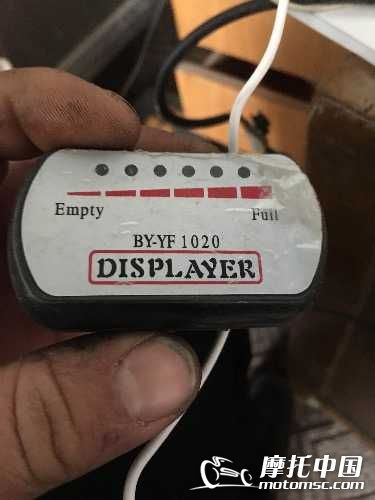 Empty Full
BY-YF 1020
DISPLAYER
摩托中国
motomsc.com